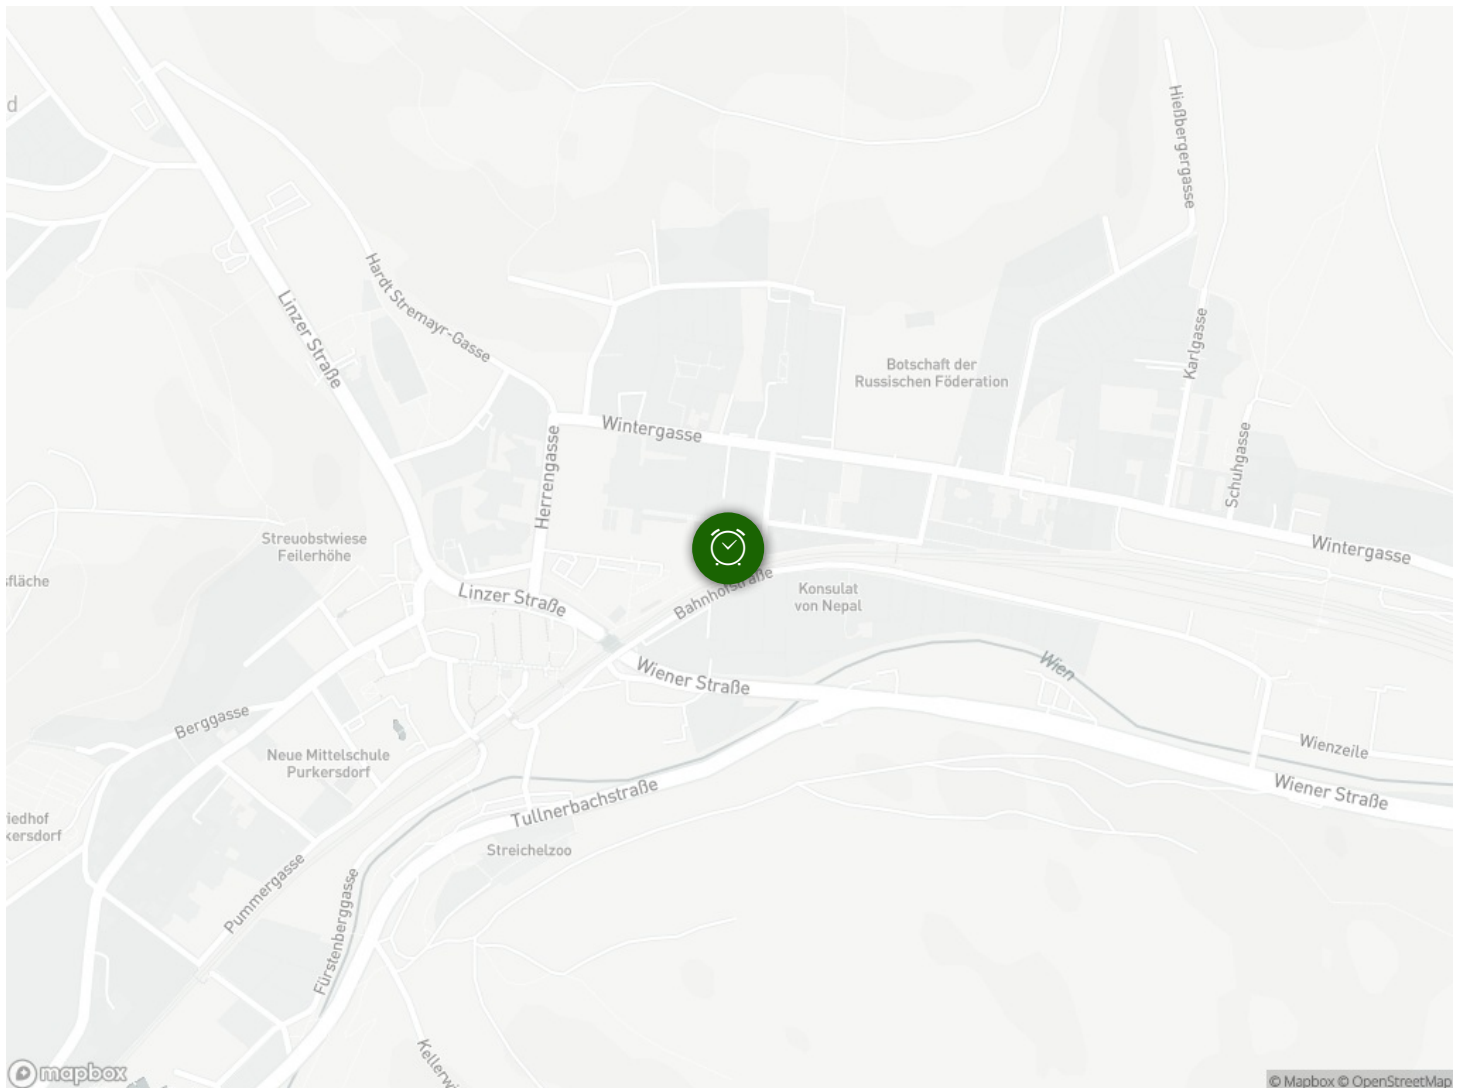 d
Hießbergergasse
Hardt Stremayr-Gasse
Linzer Straße
Karlgasse
Botschaft der
Russischen Föderation
Wintergasse
Herrengasse
Schuhgasse
Streuobstwiese
Feilerhöhe
Wintergasse
sfläche
Linzer Straße
Bahnhofstraße
Konsulat
von Nepal
Wien
Wiener Straße
Berggasse
Neue Mittelschule
Purkersdorf
Wienzeile
Wiener Straße
Tullnerbachstraße
iedhof
kersdorf
Streichelzoo
Pummergasse
Fürstenberggasse
Kellerwi
mapbox
© Mapbox © OpenStreetMap